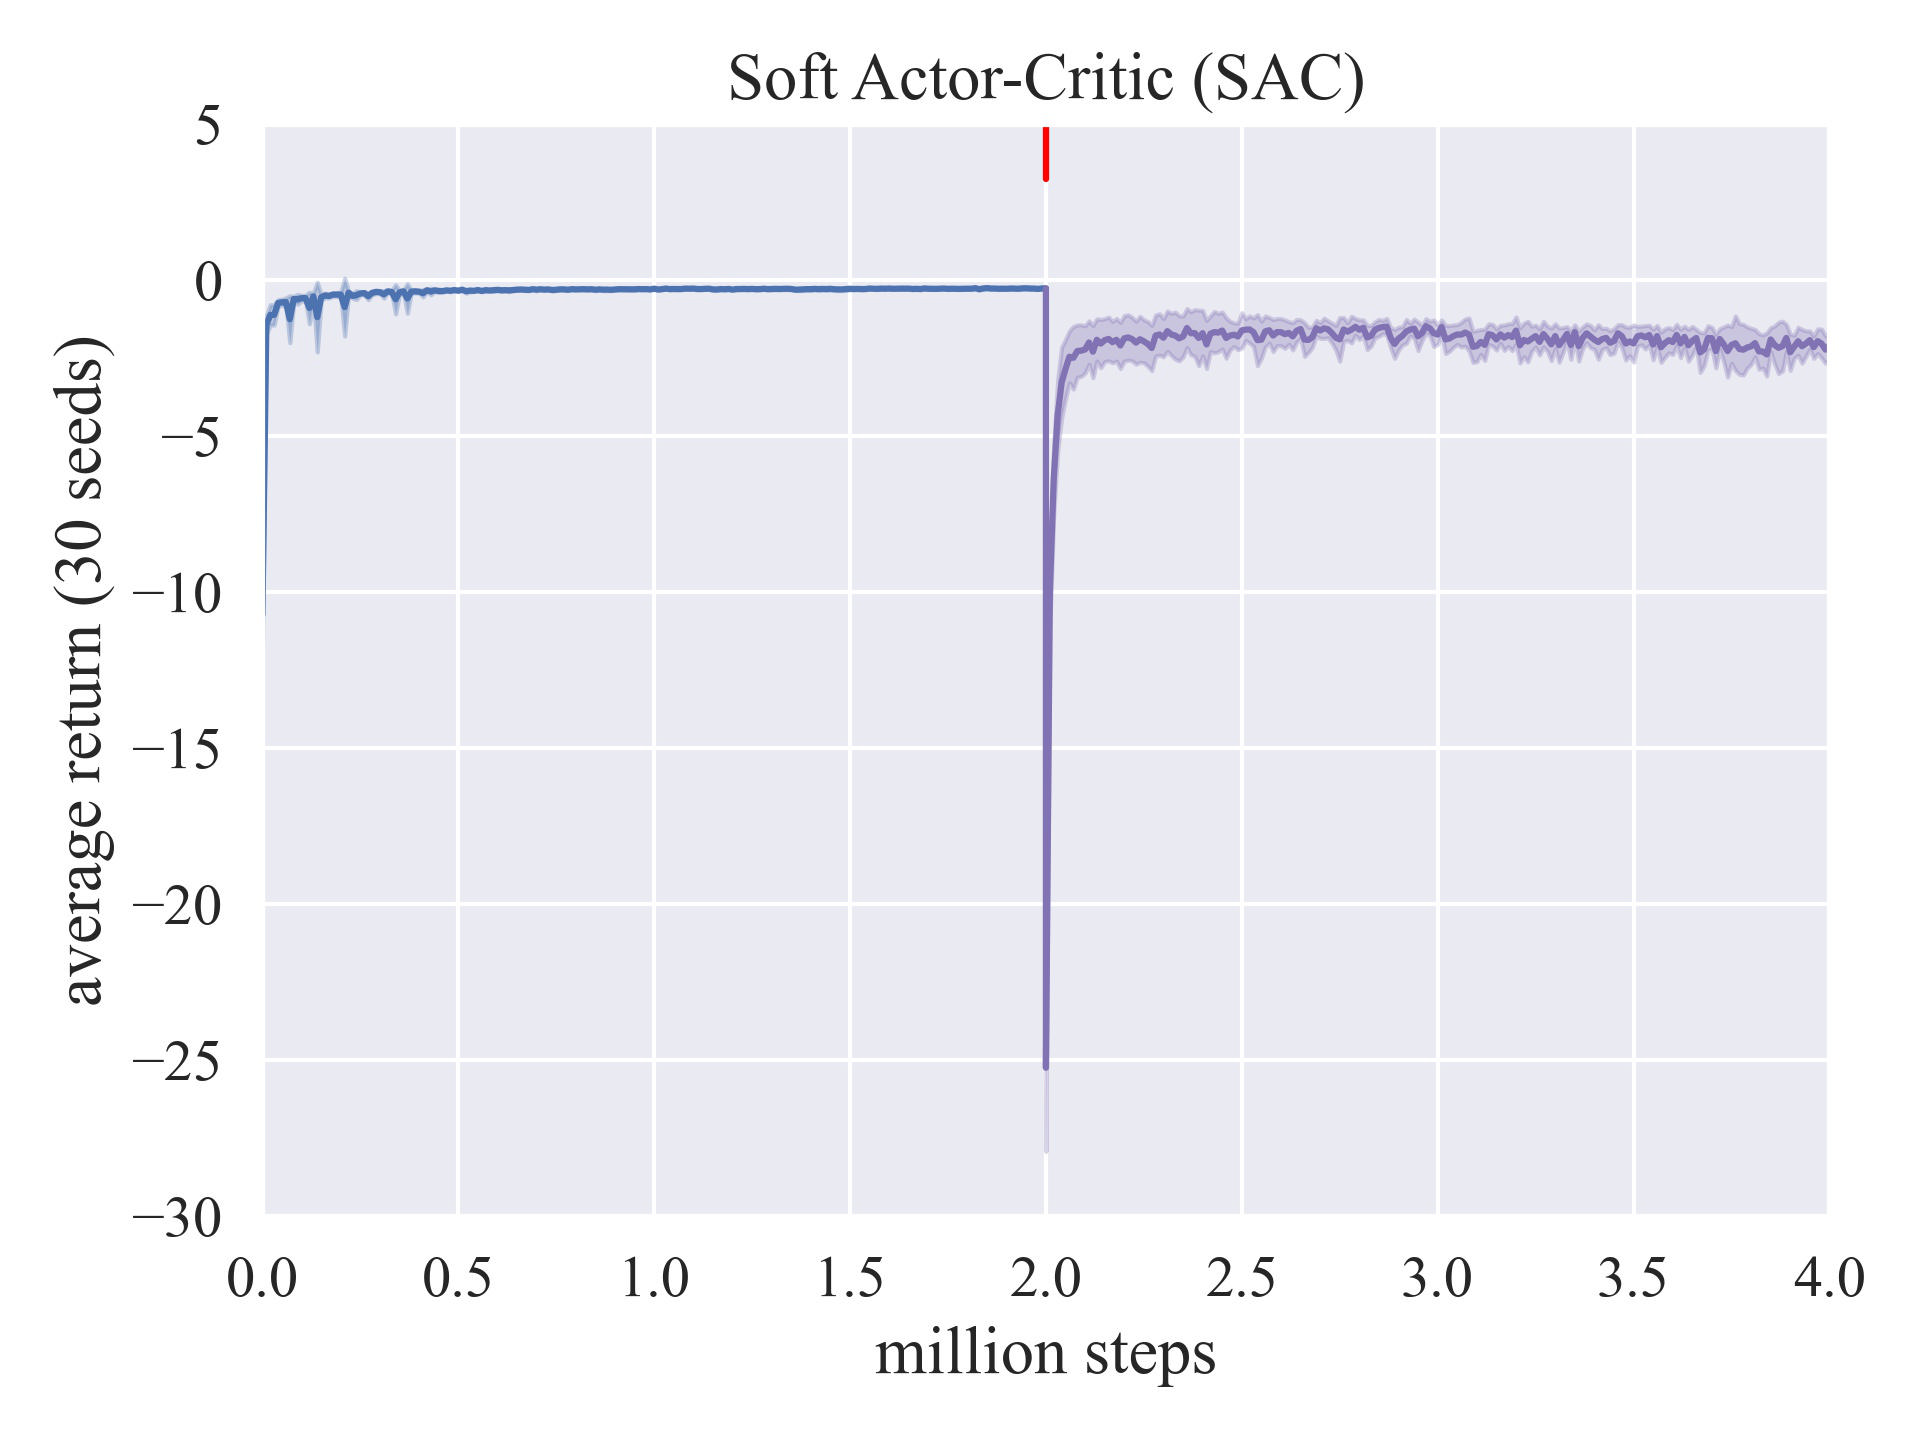 Soft Actor-Critic (SAC)
5
0
−5
−10
−15
−20
−25
−30
average return (30 seeds)
0.0 0.5 1.0 1.5 2.0 2.5 3.0 3.5 4.0
million steps